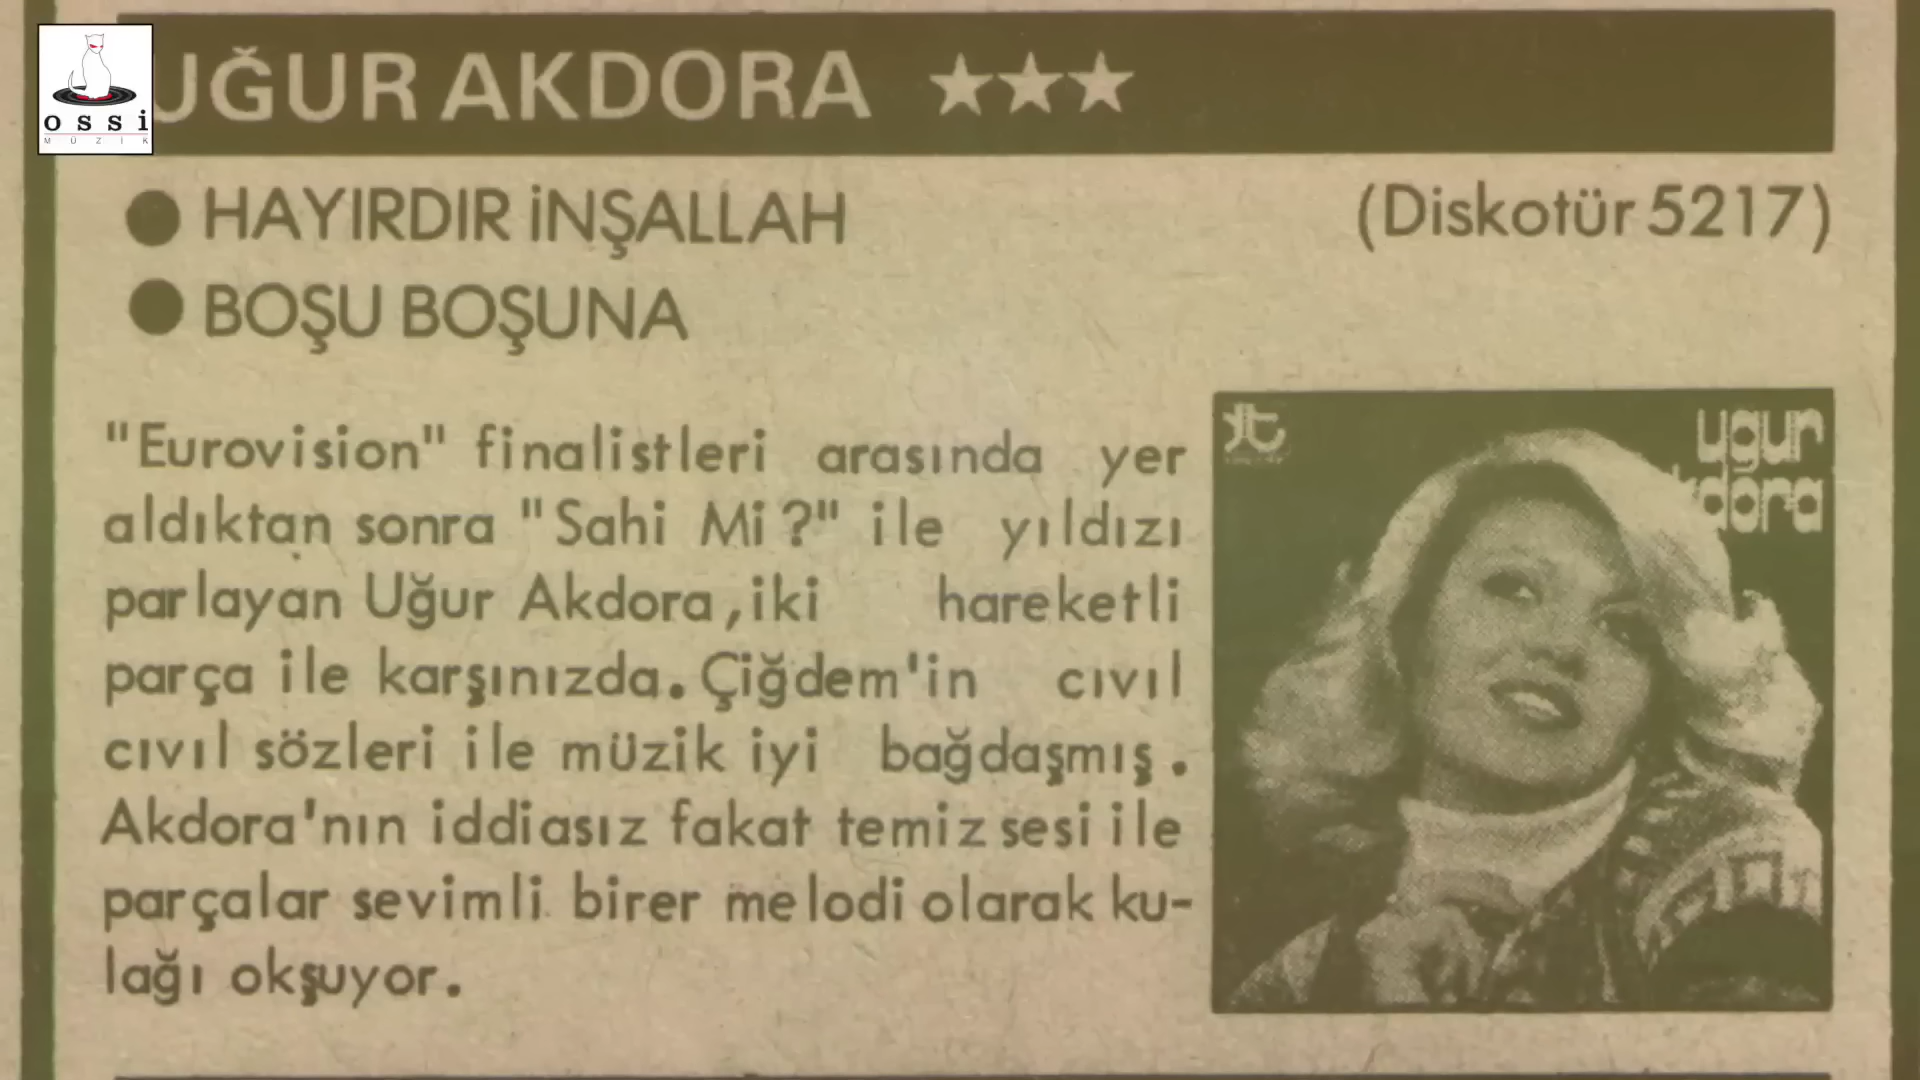 UĞUR AKDORA ★★★
ossi
MÜZİK
● HAYIRDIR İNŞALLAH (Diskotür 5217)
● BOŞU BOŞUNA
"Eurovision" finalistleri arasında yer
aldıktan sonra "Sahi Mi?" ile yıldızı
parlayan Uğur Akdora, iki hareketli
parça ile karşınızda. Çiğdem'in cıvıl
cıvıl sözleri ile müzik iyi bağdaşmış.
Akdora'nın iddiasız fakat temiz sesi ile
parçalar sevimli birer melodi olarak ku-
lağı okşuyor.
uğur
akdora